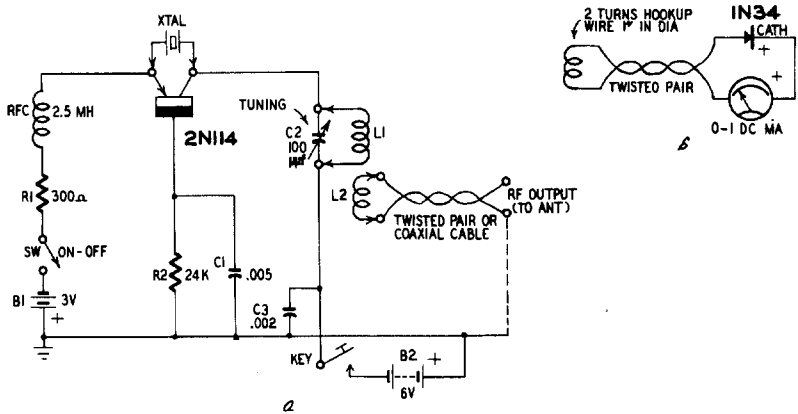 XTAL
RFC
2.5 MH
2N114
R1
300Ω
SW
ON-OFF
B1
3V
+
R2
24K
C1
.005
TUNING
C2
100
μμf
L1
L2
TWISTED PAIR OR
COAXIAL CABLE
RF OUTPUT
(TO ANT)
C3
.002
KEY
B2
+
6V
a
2 TURNS HOOKUP
WIRE 1" IN DIA
TWISTED PAIR
1N34
CATH
+
+
0-1 DC MA
б